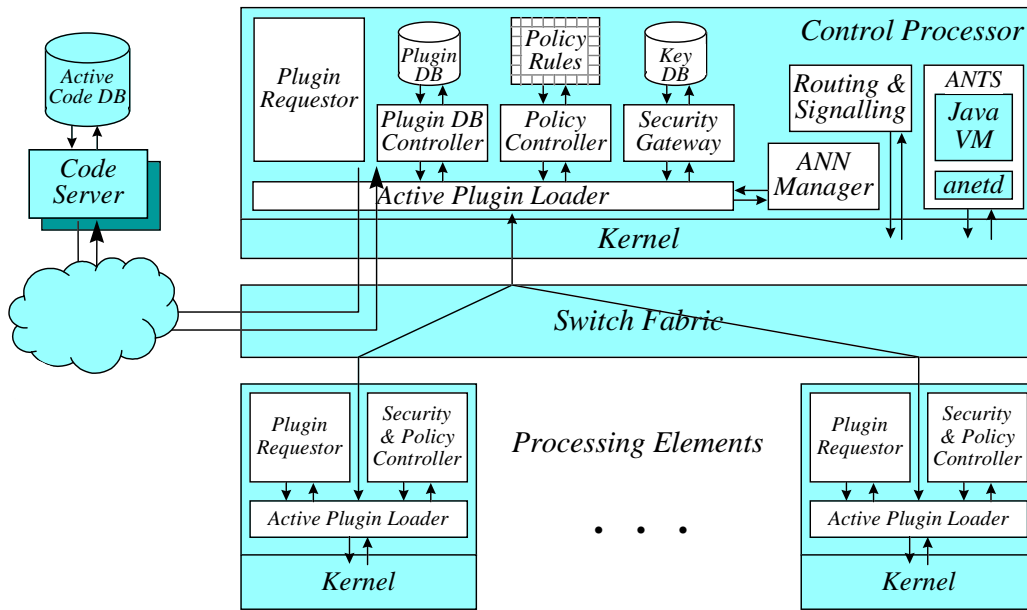 Control Processor
Active
Code DB
Code
Server
Plugin
Requestor
Plugin
DB
Plugin DB
Controller
Policy
Rules
Policy
Controller
Key
DB
Security
Gateway
Routing &
Signalling
ANTS
Java
VM
anetd
ANN
Manager
Active Plugin Loader
Kernel
Switch Fabric
Plugin
Requestor
Security
& Policy
Controller
Active Plugin Loader
Kernel
Processing Elements
. . .
Plugin
Requestor
Security
& Policy
Controller
Active Plugin Loader
Kernel